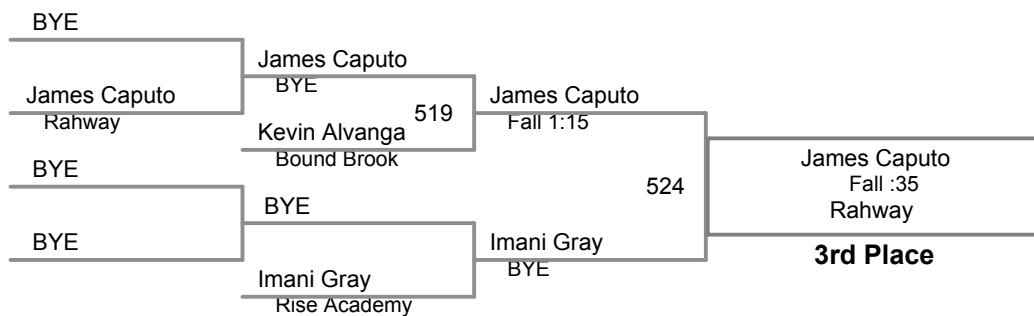 BYE
James Caputo
Rahway
BYE
BYE
James Caputo
BYE
519
Kevin Alvanga
Bound Brook
BYE
Imani Gray
Rise Academy
James Caputo
Fall 1:15
524
Imani Gray
BYE
James Caputo
Fall :35
Rahway
3rd Place